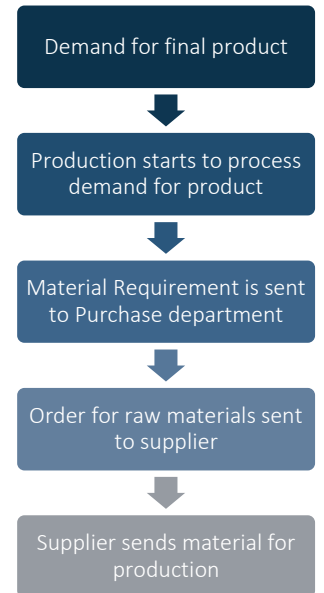 Demand for final product
Production starts to process
demand for product
Material Requirement is sent
to Purchase department
Order for raw materials sent
to supplier
Supplier sends material for
production